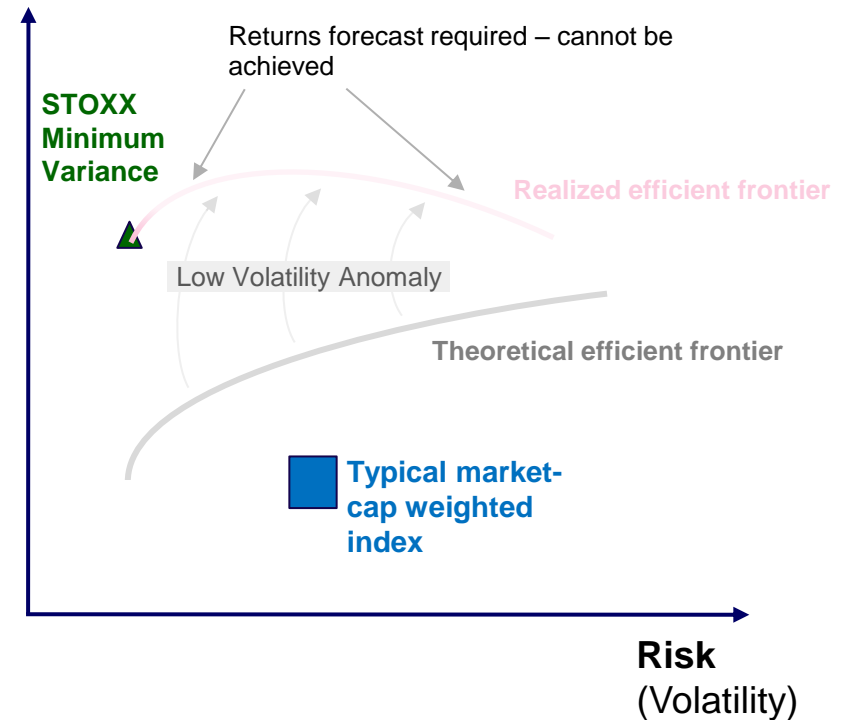 Returns forecast required – cannot be
achieved
STOXX
Minimum
Variance
Realized efficient frontier
Low Volatility Anomaly
Theoretical efficient frontier
Typical market-
cap weighted
index
Risk
(Volatility)